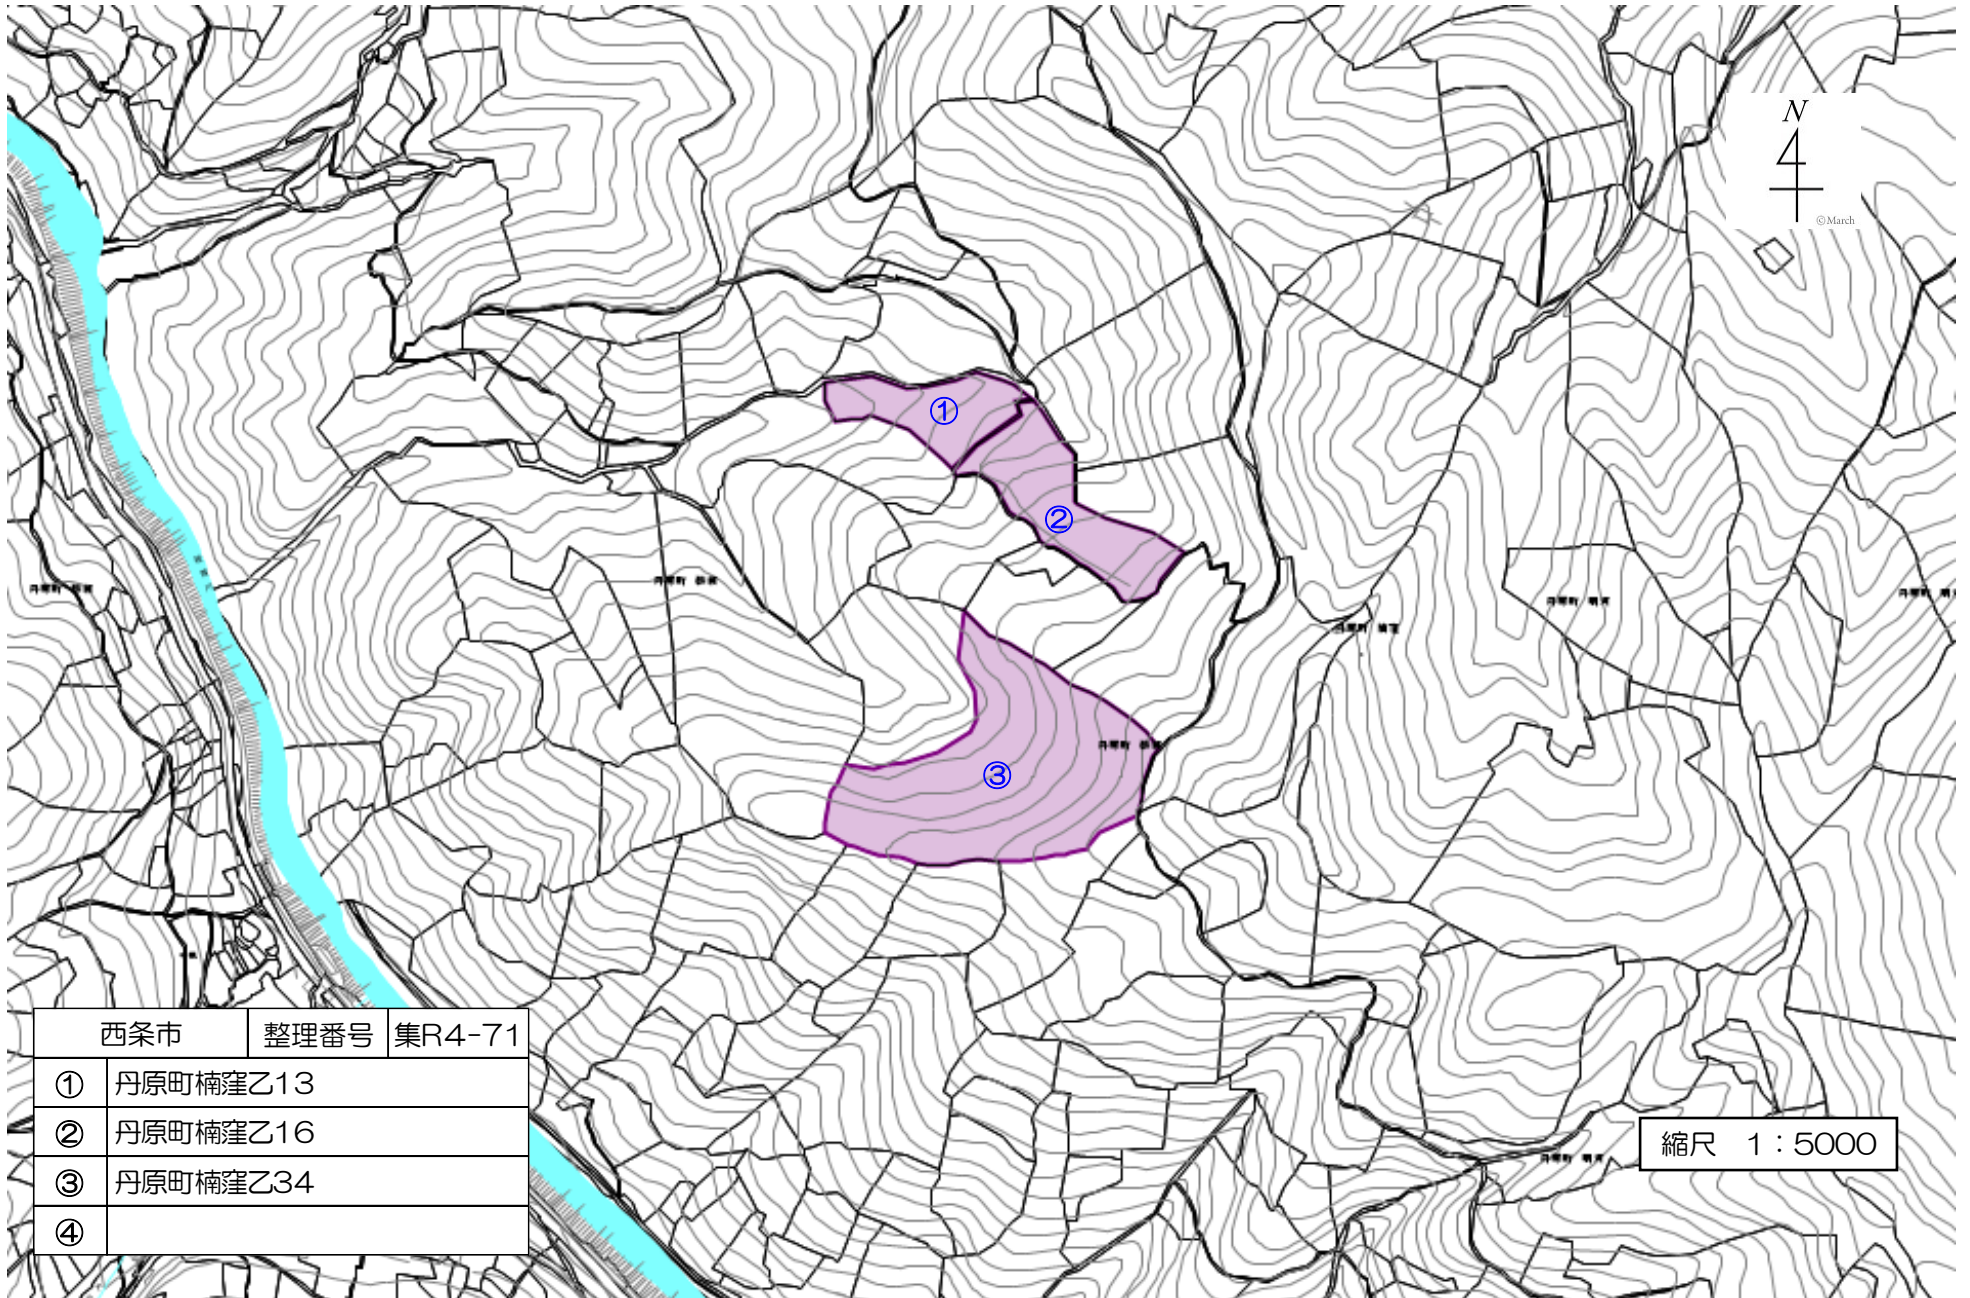 N
©March
①
②
③
西条市 整理番号 集R4-71
① 丹原町楠窪乙13
② 丹原町楠窪乙16
③ 丹原町楠窪乙34
④
縮尺 1：5000